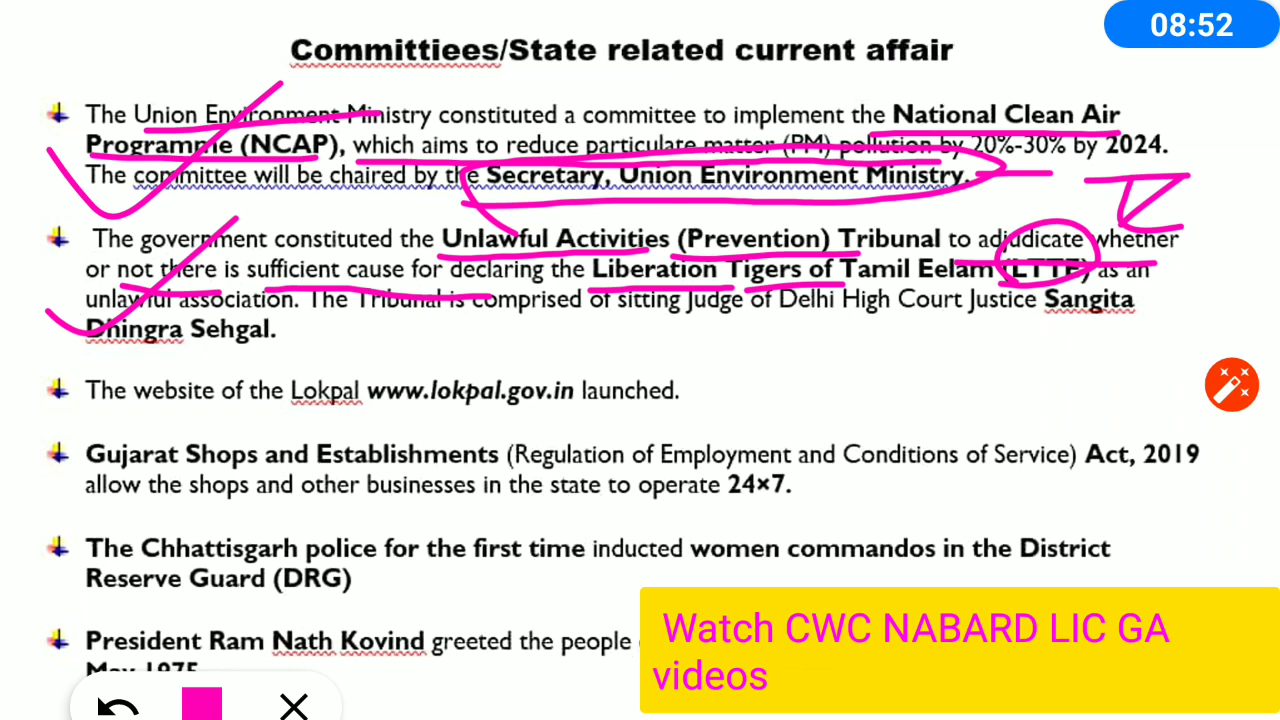 08:52
Committiees/State related current affair
The Union Environment Ministry constituted a committee to implement the National Clean Air
Programme (NCAP), which aims to reduce particulate matter (PM) pollution by 20%-30% by 2024.
The committee will be chaired by the Secretary, Union Environment Ministry.
The government constituted the Unlawful Activities (Prevention) Tribunal to adjudicate whether
or not there is sufficient cause for declaring the Liberation Tigers of Tamil Eelam (LTTE) as an
unlawful association. The Tribunal is comprised of sitting Judge of Delhi High Court Justice Sangita
Dhingra Sehgal.
The website of the Lokpal www.lokpal.gov.in launched.
Gujarat Shops and Establishments (Regulation of Employment and Conditions of Service) Act, 2019
allow the shops and other businesses in the state to operate 24×7.
The Chhattisgarh police for the first time inducted women commandos in the District
Reserve Guard (DRG)
President Ram Nath Kovind greeted the people
May 1975
Watch CWC NABARD LIC GA
videos